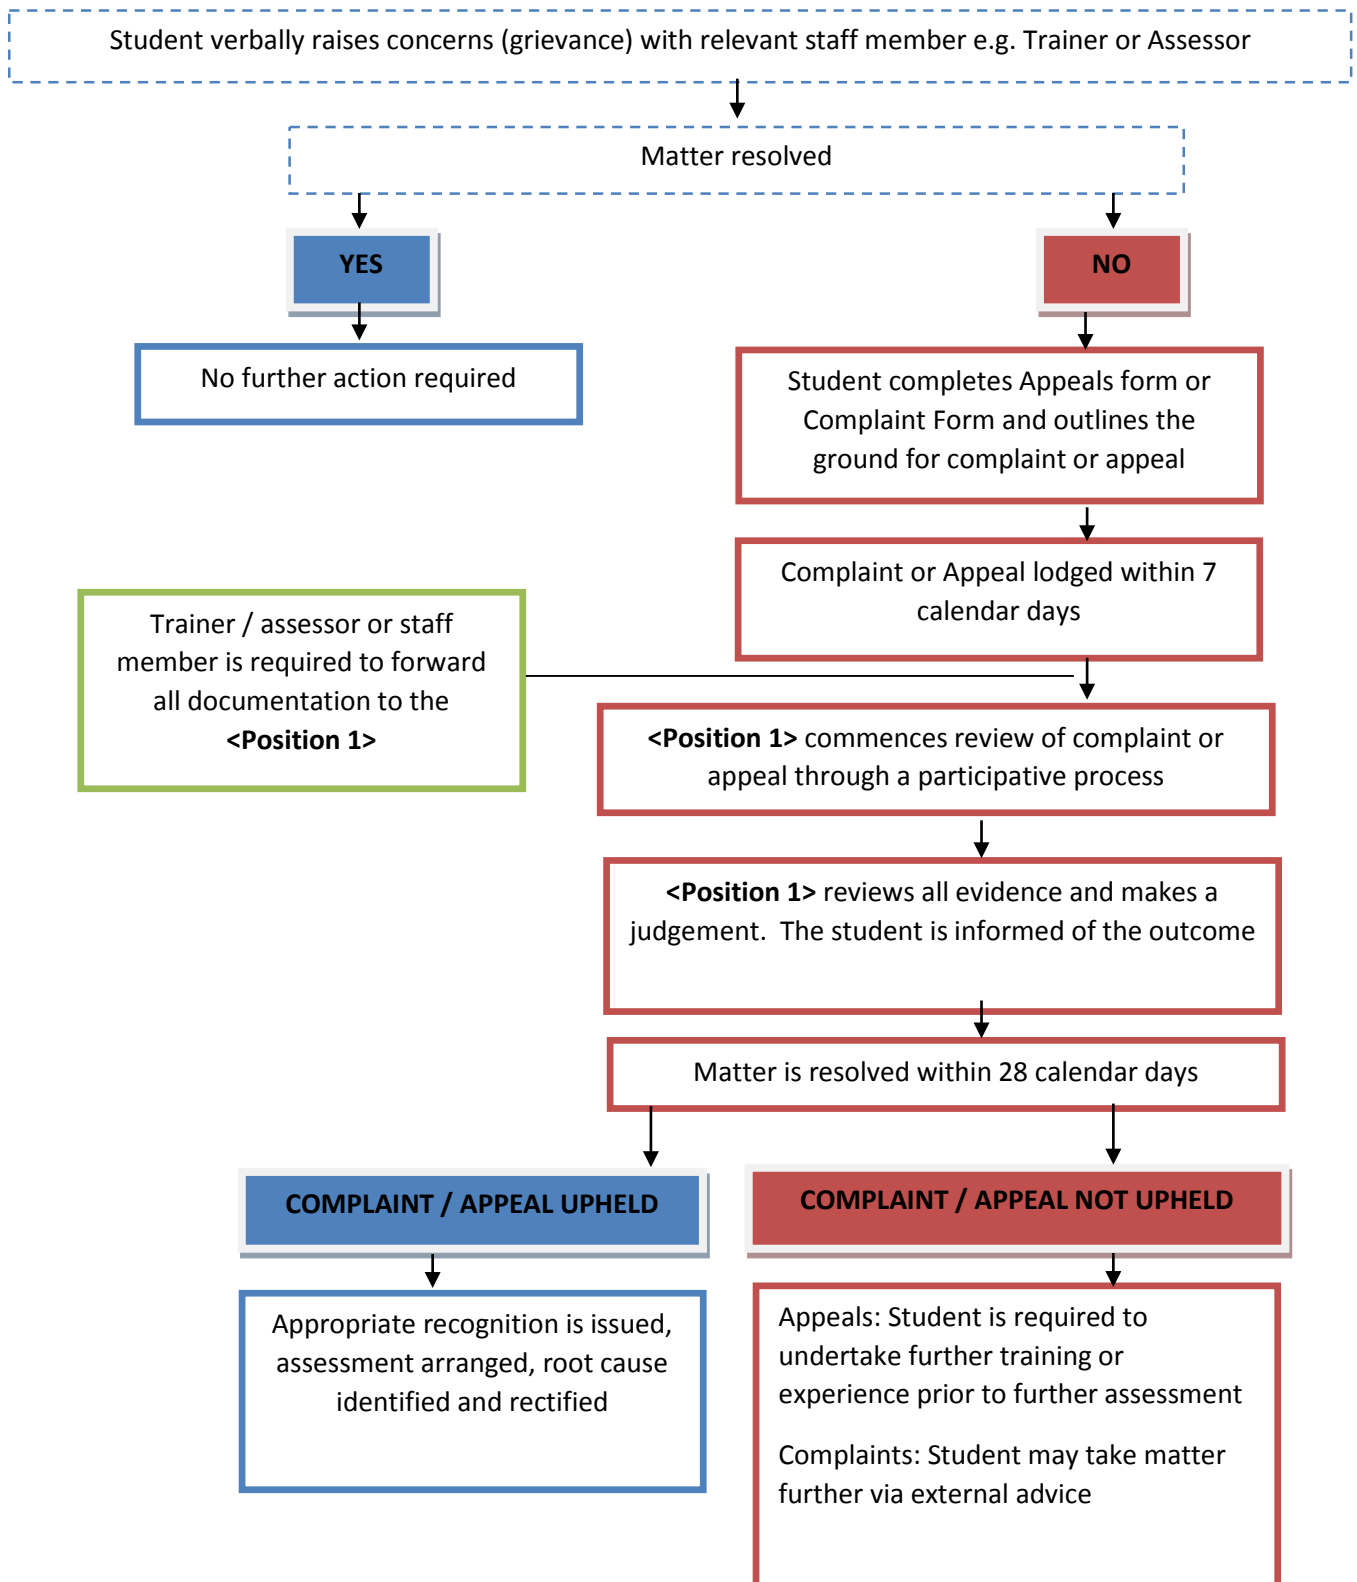 Student verbally raises concerns (grievance) with relevant staff member e.g. Trainer or Assessor
Matter resolved
YES
NO
No further action required
Student completes Appeals form or
Complaint Form and outlines the
ground for complaint or appeal
Complaint or Appeal lodged within 7
calendar days
Trainer / assessor or staff
member is required to forward
all documentation to the
<Position 1>
<Position 1> commences review of complaint or
appeal through a participative process
<Position 1> reviews all evidence and makes a
judgement.  The student is informed of the outcome
Matter is resolved within 28 calendar days
COMPLAINT / APPEAL UPHELD
COMPLAINT / APPEAL NOT UPHELD
Appropriate recognition is issued,
assessment arranged, root cause
identified and rectified
Appeals: Student is required to
undertake further training or
experience prior to further assessment
Complaints: Student may take matter
further via external advice